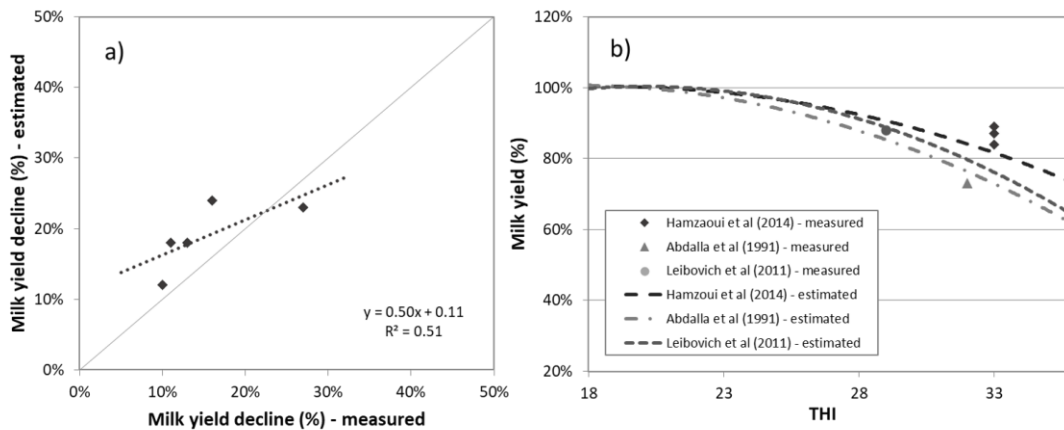 a)
Milk yield decline (%) - estimated
50%
40%
30%
20%
10%
0%
y = 0.50x + 0.11
R² = 0.51
0% 10% 20% 30% 40% 50%
Milk yield decline (%) - measured
b)
Milk yield (%)
120%
100%
80%
60%
40%
20%
Hamzaoui et al (2014) - measured
Abdalla et al (1991) - measured
Leibovich et al (2011) - measured
Hamzoui et al (2014) - estimated
Abdalla et al (1991) - estimated
Leibovich et al (2011) - estimated
18 23 28 33
THI